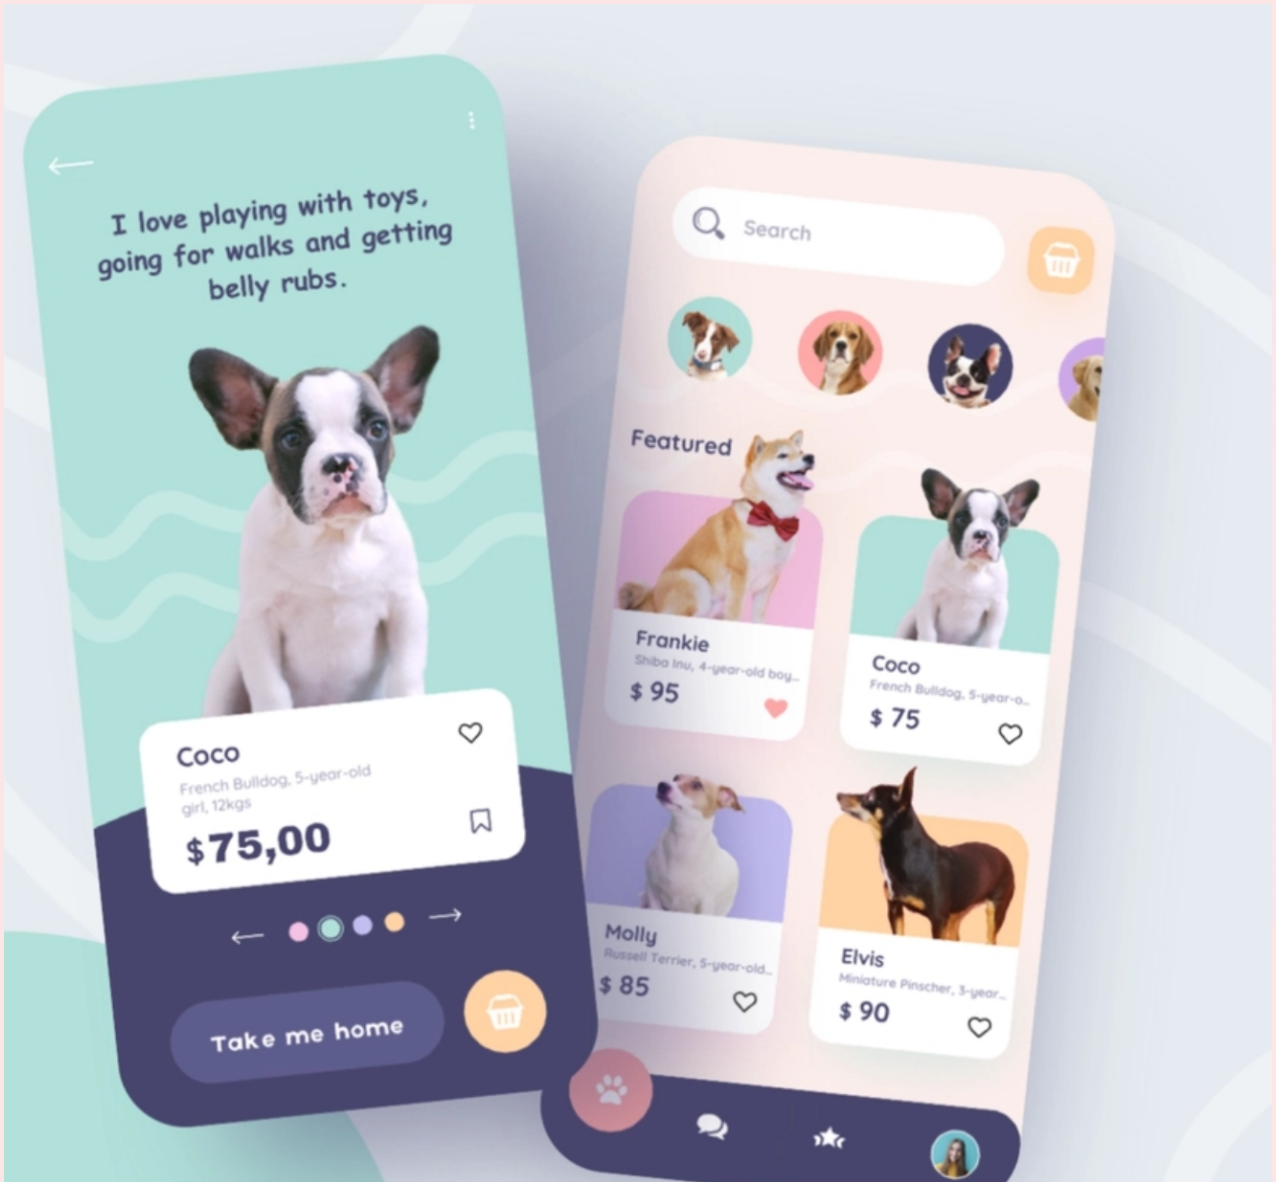 I love playing with toys,
going for walks and getting
belly rubs.
Coco
French Bulldog, 5-year-old
girl, 12kgs
$75,00
Take me home
Search
Featured
Frankie
Shiba Inu, 4-year-old boy...
$ 95
Coco
French Bulldog, 5-year-o...
$ 75
Molly
Russell Terrier, 5-year-old...
$ 85
Elvis
Miniature Pinscher, 3-year...
$ 90